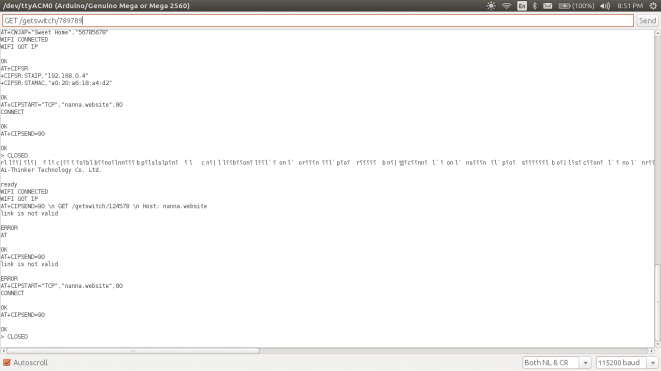 /dev/ttyACM0 (Arduino/Genuino Mega or Mega 2560)
En
(100%)
8:51 PM
GET /getswitch/789789
Send
AT+CWJAP="Sweet Home","56785678"
WIFI CONNECTED
WIFI GOT IP
OK
AT+CIFSR
+CIFSR:STAIP,"192.168.0.4"
+CIFSR:STAMAC,"a0:20:a6:18:a4:d2"
OK
AT+CIPSTART="TCP","nanna.website",80
CONNECT
OK
AT+CIPSEND=90
OK
> CLOSED
Ai-Thinker Technology Co. Ltd.
ready
WIFI CONNECTED
WIFI GOT IP
AT+CIPSEND=90 \n GET /getswitch/124578 \n Host: nanna.website
link is not valid
ERROR
AT
OK
AT+CIPSEND=90
link is not valid
ERROR
AT+CIPSTART="TCP","nanna.website",80
CONNECT
OK
AT+CIPSEND=90
OK
> CLOSED
Autoscroll
Both NL & CR
115200 baud